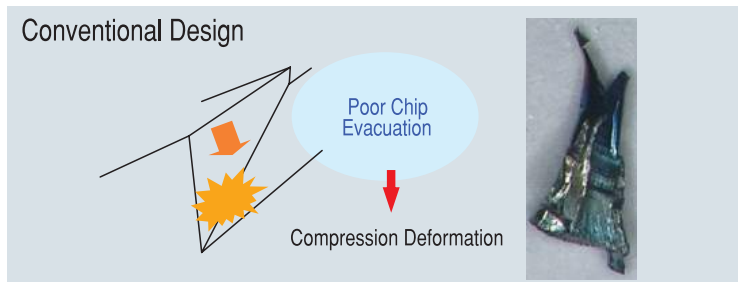 Conventional Design
Poor Chip
Evacuation
Compression Deformation